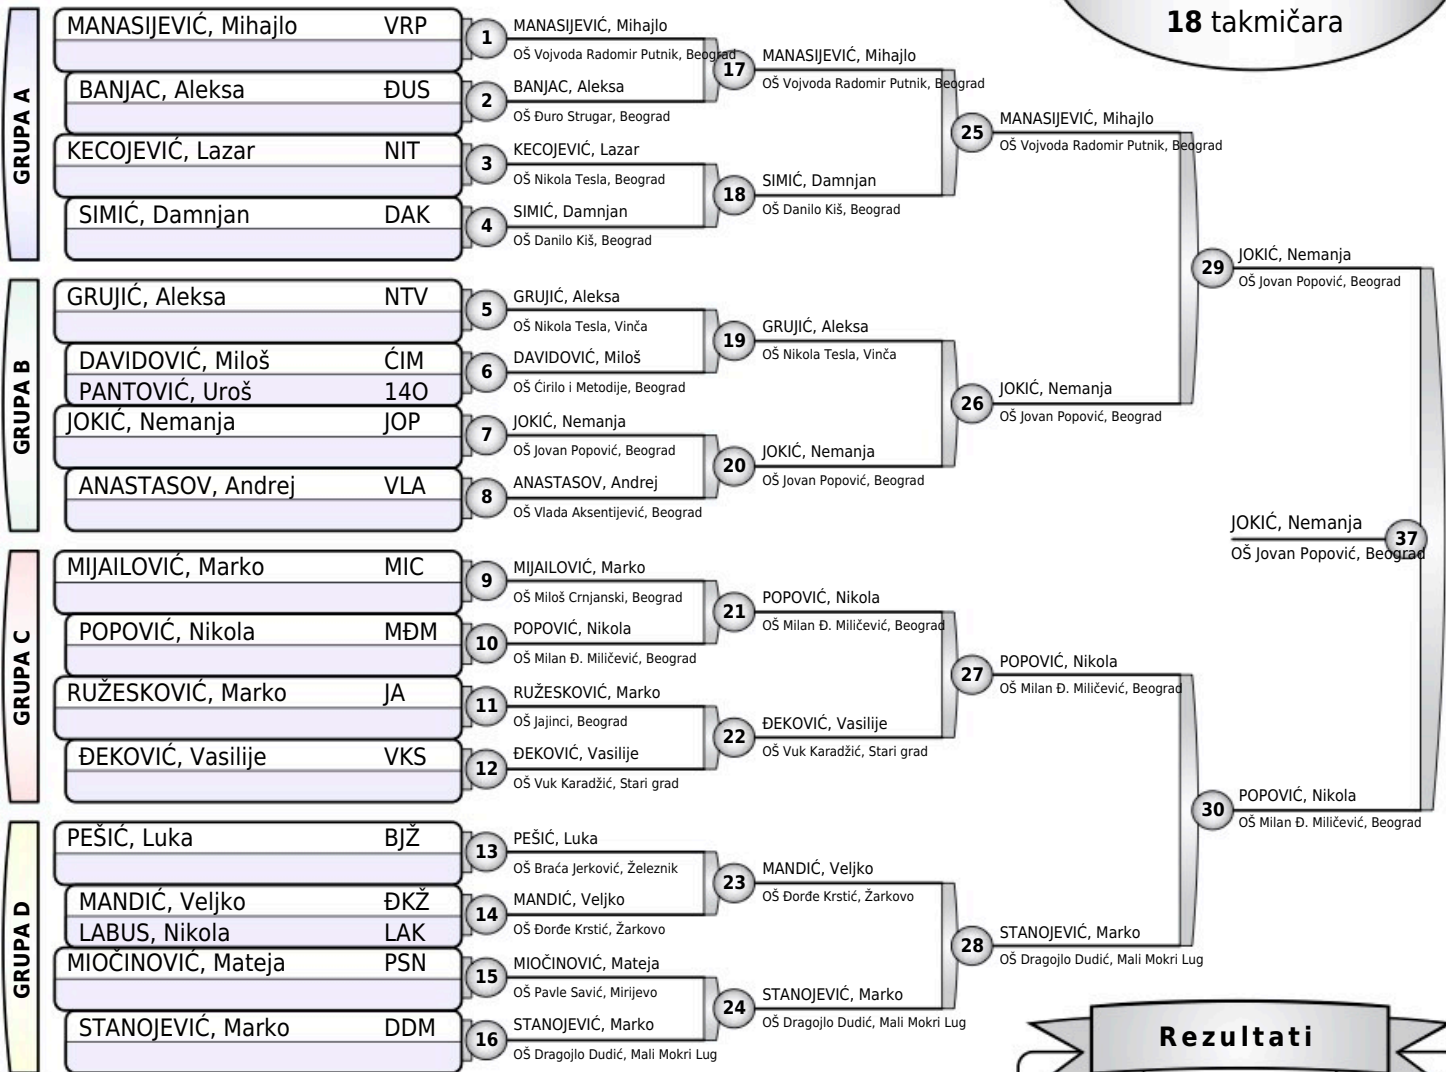 18 takmičara
GRUPA A
MANASIJEVIĆ, Mihajlo VRP
BANJAC, Aleksa ĐUS
KECOJEVIĆ, Lazar NIT
SIMIĆ, Damnjan DAK
GRUPA B
GRUJIĆ, Aleksa NTV
DAVIDOVIĆ, Miloš ĆIM
PANTOVIĆ, Uroš 14O
JOKIĆ, Nemanja JOP
ANASTASOV, Andrej VLA
GRUPA C
MIJAILOVIĆ, Marko MIC
POPOVIĆ, Nikola MĐM
RUŽESKOVIĆ, Marko JA
ĐEKOVIĆ, Vasilije VKS
GRUPA D
PEŠIĆ, Luka BJŽ
MANDIĆ, Veljko ĐKŽ
LABUS, Nikola LAK
MIOČINOVIĆ, Mateja PSN
STANOJEVIĆ, Marko DDM
1 MANASIJEVIĆ, Mihajlo
OŠ Vojvoda Radomir Putnik, Beograd
2 BANJAC, Aleksa
OŠ Đuro Strugar, Beograd
3 KECOJEVIĆ, Lazar
OŠ Nikola Tesla, Beograd
4 SIMIĆ, Damnjan
OŠ Danilo Kiš, Beograd
5 GRUJIĆ, Aleksa
OŠ Nikola Tesla, Vinča
6 DAVIDOVIĆ, Miloš
OŠ Ćirilo i Metodije, Beograd
7 JOKIĆ, Nemanja
OŠ Jovan Popović, Beograd
8 ANASTASOV, Andrej
OŠ Vlada Aksentijević, Beograd
9 MIJAILOVIĆ, Marko
OŠ Miloš Crnjanski, Beograd
10 POPOVIĆ, Nikola
OŠ Milan Đ. Miličević, Beograd
11 RUŽESKOVIĆ, Marko
OŠ Jajinci, Beograd
12 ĐEKOVIĆ, Vasilije
OŠ Vuk Karadžić, Stari grad
13 PEŠIĆ, Luka
OŠ Braća Jerković, Železnik
14 MANDIĆ, Veljko
OŠ Đorđe Krstić, Žarkovo
15 MIOČINOVIĆ, Mateja
OŠ Pavle Savić, Mirijevo
16 STANOJEVIĆ, Marko
OŠ Dragojlo Dudić, Mali Mokri Lug
17 MANASIJEVIĆ, Mihajlo
OŠ Vojvoda Radomir Putnik, Beograd
18 SIMIĆ, Damnjan
OŠ Danilo Kiš, Beograd
19 GRUJIĆ, Aleksa
OŠ Nikola Tesla, Vinča
20 JOKIĆ, Nemanja
OŠ Jovan Popović, Beograd
21 POPOVIĆ, Nikola
OŠ Milan Đ. Miličević, Beograd
22 ĐEKOVIĆ, Vasilije
OŠ Vuk Karadžić, Stari grad
23 MANDIĆ, Veljko
OŠ Đorđe Krstić, Žarkovo
24 STANOJEVIĆ, Marko
OŠ Dragojlo Dudić, Mali Mokri Lug
25 MANASIJEVIĆ, Mihajlo
OŠ Vojvoda Radomir Putnik, Beograd
26 JOKIĆ, Nemanja
OŠ Jovan Popović, Beograd
27 POPOVIĆ, Nikola
OŠ Milan Đ. Miličević, Beograd
28 STANOJEVIĆ, Marko
OŠ Dragojlo Dudić, Mali Mokri Lug
29 JOKIĆ, Nemanja
OŠ Jovan Popović, Beograd
30 POPOVIĆ, Nikola
OŠ Milan Đ. Miličević, Beograd
JOKIĆ, Nemanja 37
OŠ Jovan Popović, Beograd
Rezultati